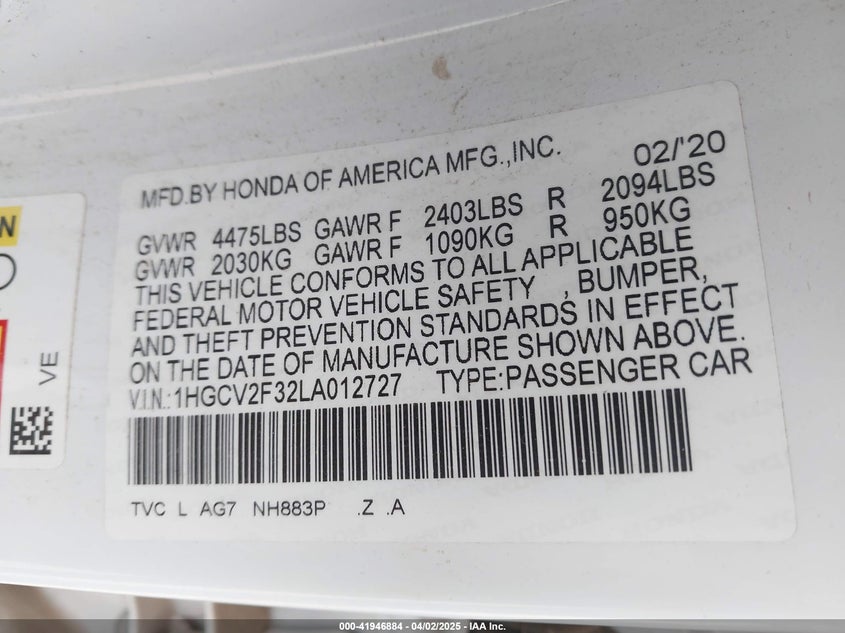 MFD.BY HONDA OF AMERICA MFG.,INC. 02/'20
GVWR 4475LBS GAWR F 2403LBS R 2094LBS
GVWR 2030KG GAWR F 1090KG R 950KG
THIS VEHICLE CONFORMS TO ALL APPLICABLE
FEDERAL MOTOR VEHICLE SAFETY , BUMPER,
AND THEFT PREVENTION STANDARDS IN EFFECT
ON THE DATE OF MANUFACTURE SHOWN ABOVE.
V.I.N.:1HGCV2F32LA012727 TYPE:PASSENGER CAR
TVC L AG7 NH883P .Z .A
VE
000-41946884 - 04/02/2025 - IAA Inc.